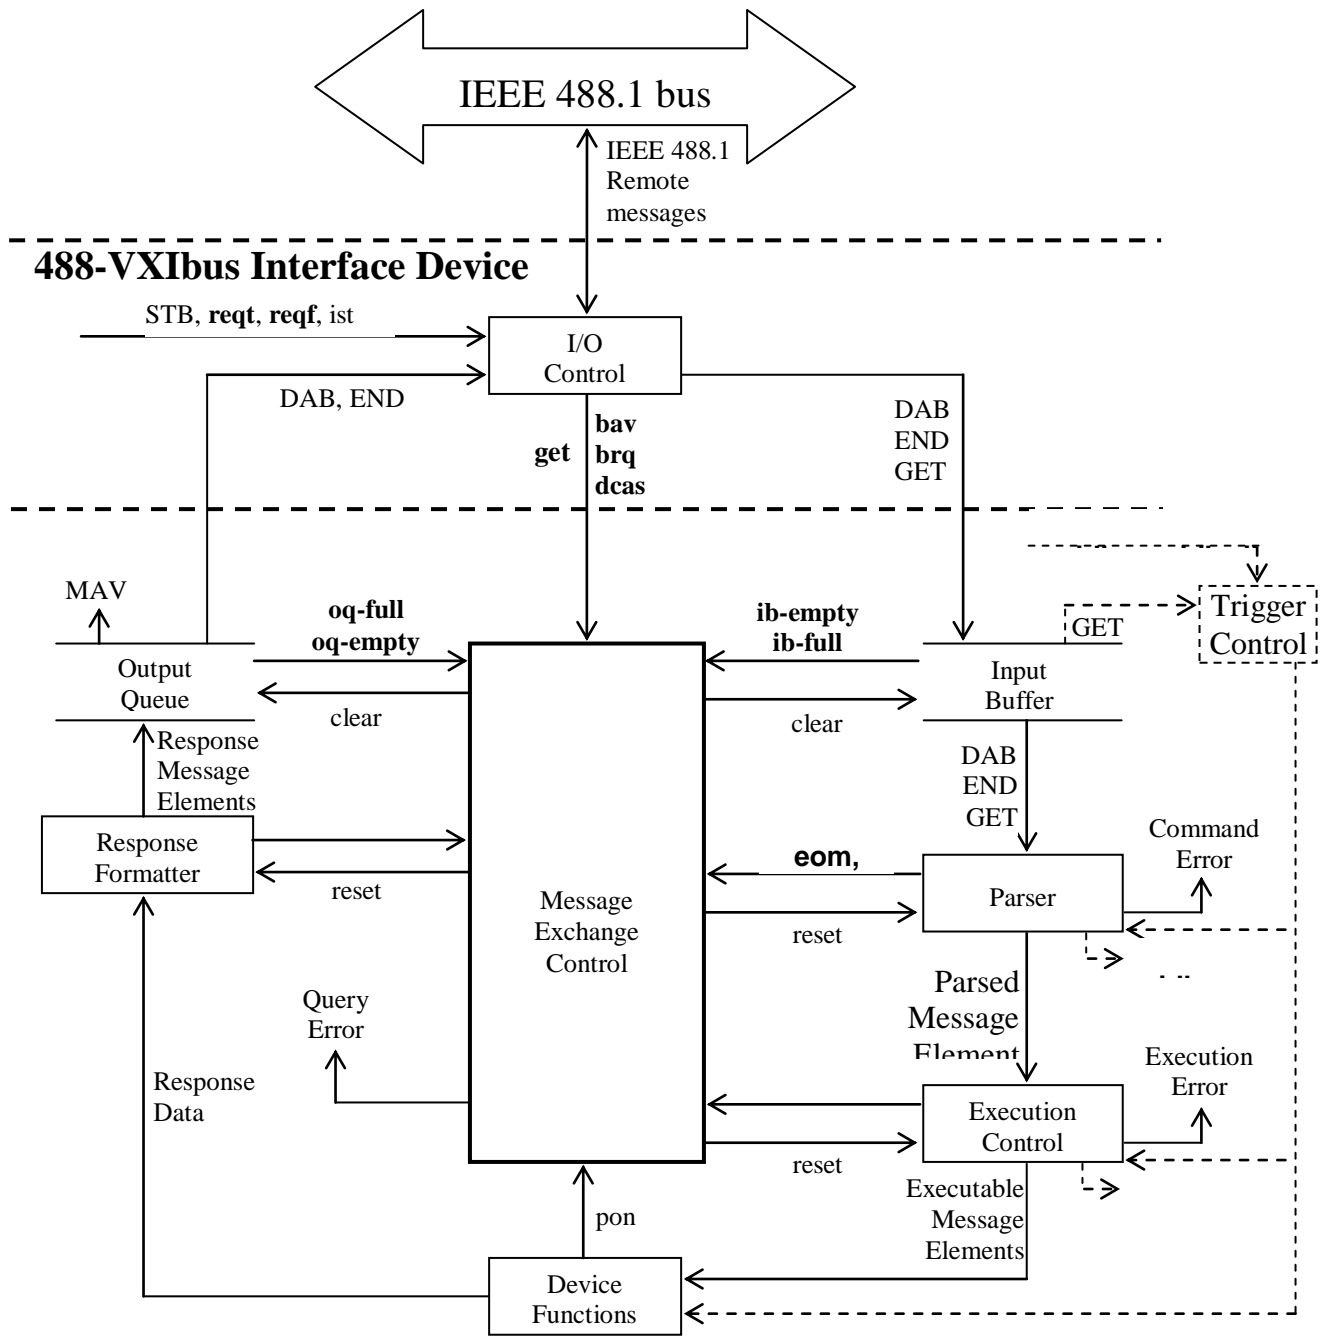 IEEE 488.1 bus
IEEE 488.1
Remote
messages
488-VXIbus Interface Device
STB, reqt, reqf, ist
I/O
Control
DAB, END
get
bav
brq
dcas
DAB
END
GET
MAV
oq-full
oq-empty
ib-empty
ib-full
GET
Trigger
Control
Output
Queue
clear
Input
Buffer
clear
Response
Message
Elements
DAB
END
GET
Response
Formatter
reset
Message
Exchange
Control
eom,
Parser
reset
Command
Error
Query
Error
Parsed
Message
Element
Response
Data
Execution
Control
reset
Execution
Error
Executable
Message
Elements
pon
Device
Functions